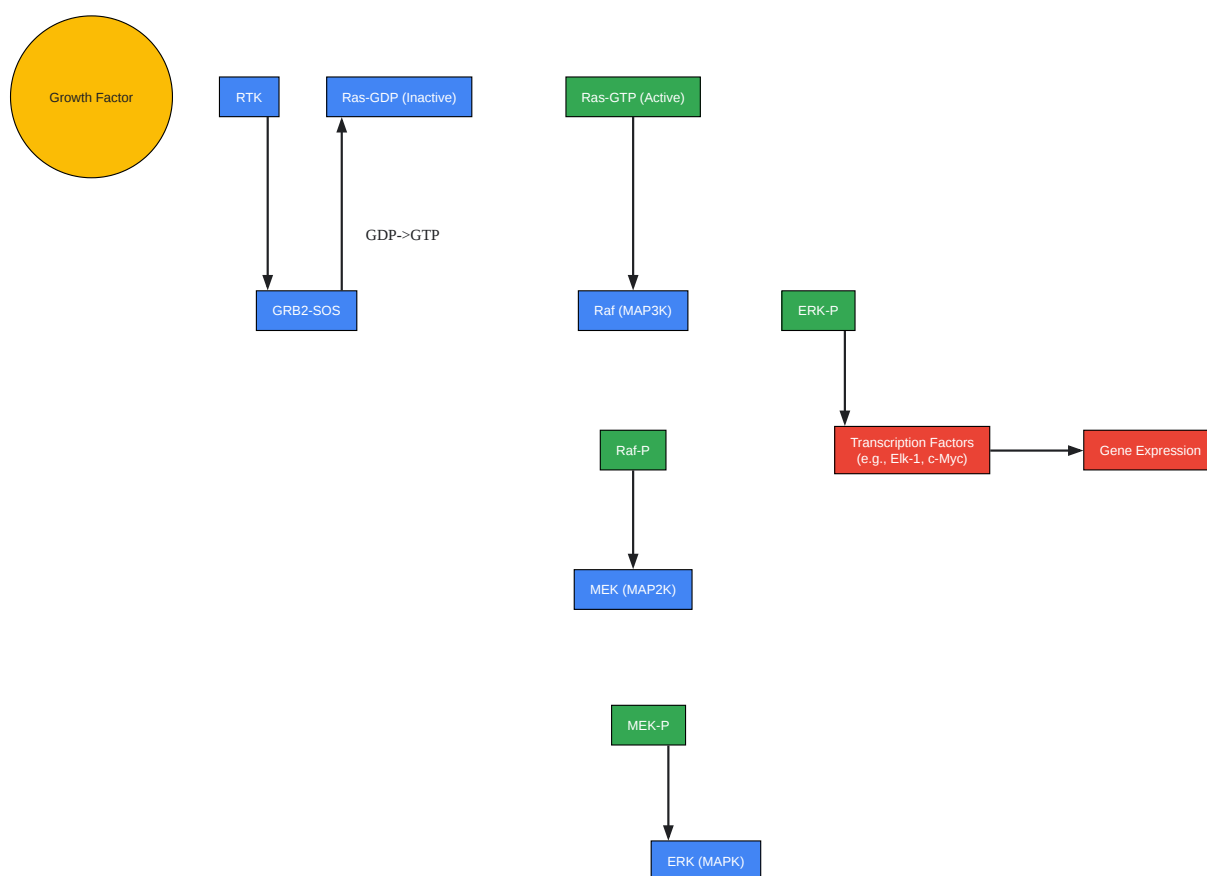 Growth Factor
RTK
Ras-GDP (Inactive)
Ras-GTP (Active)
GDP->GTP
GRB2-SOS
Raf (MAP3K)
ERK-P
Raf-P
Transcription Factors
(e.g., Elk-1, c-Myc)
Gene Expression
MEK (MAP2K)
MEK-P
ERK (MAPK)